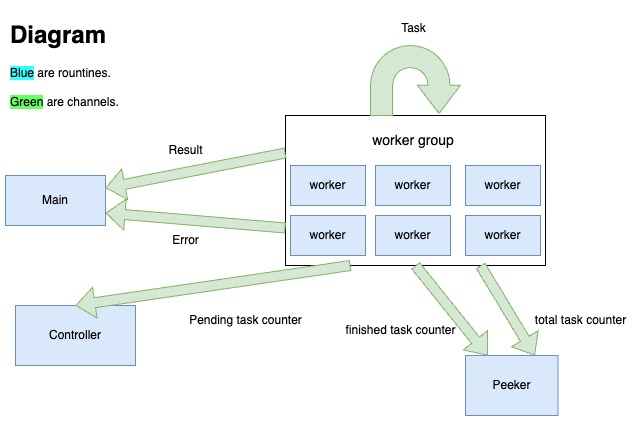 Diagram
Task
Blue are rountines.
Green are channels.
worker group
Result
worker worker worker
Main
worker worker worker
Error
Pending task counter
finished task counter
total task counter
Controller
Peeker